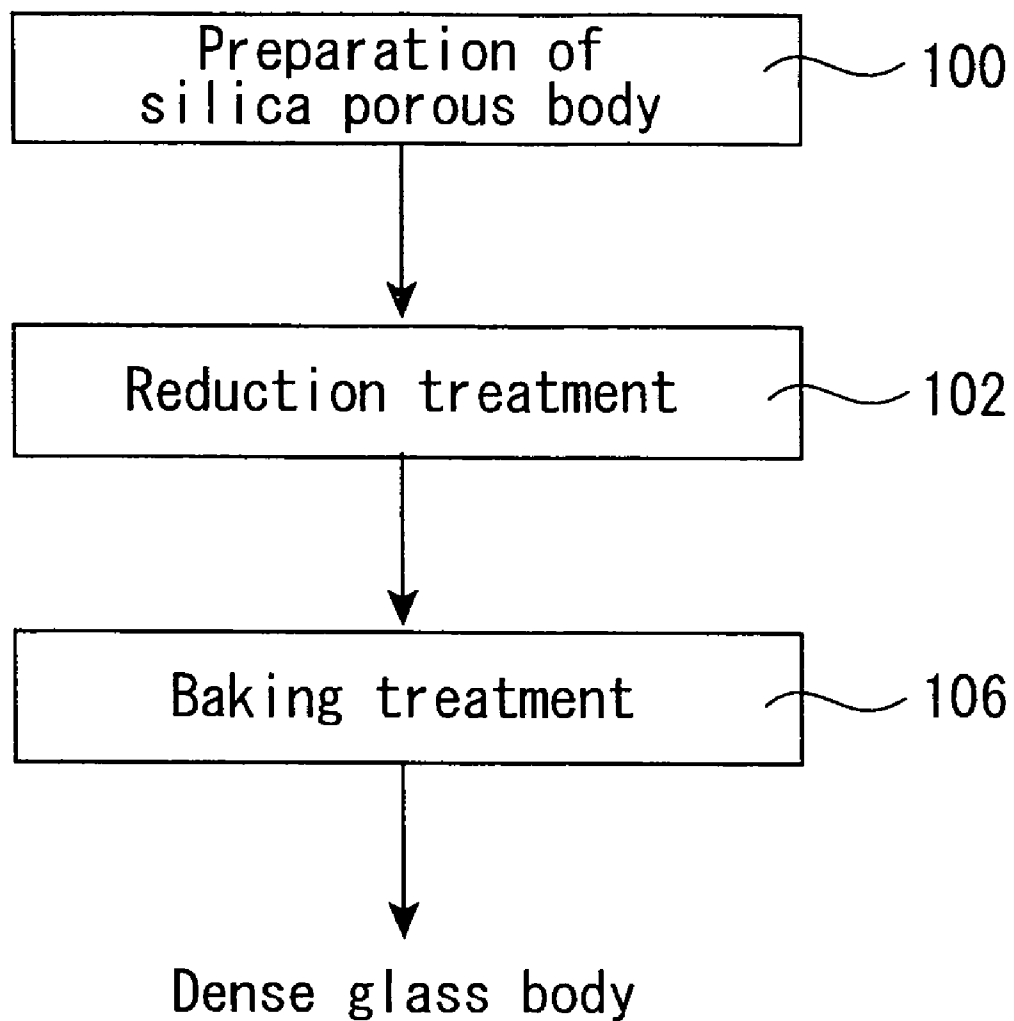 Preparation of
silica porous body
100
Reduction treatment
102
Baking treatment
106
Dense glass body